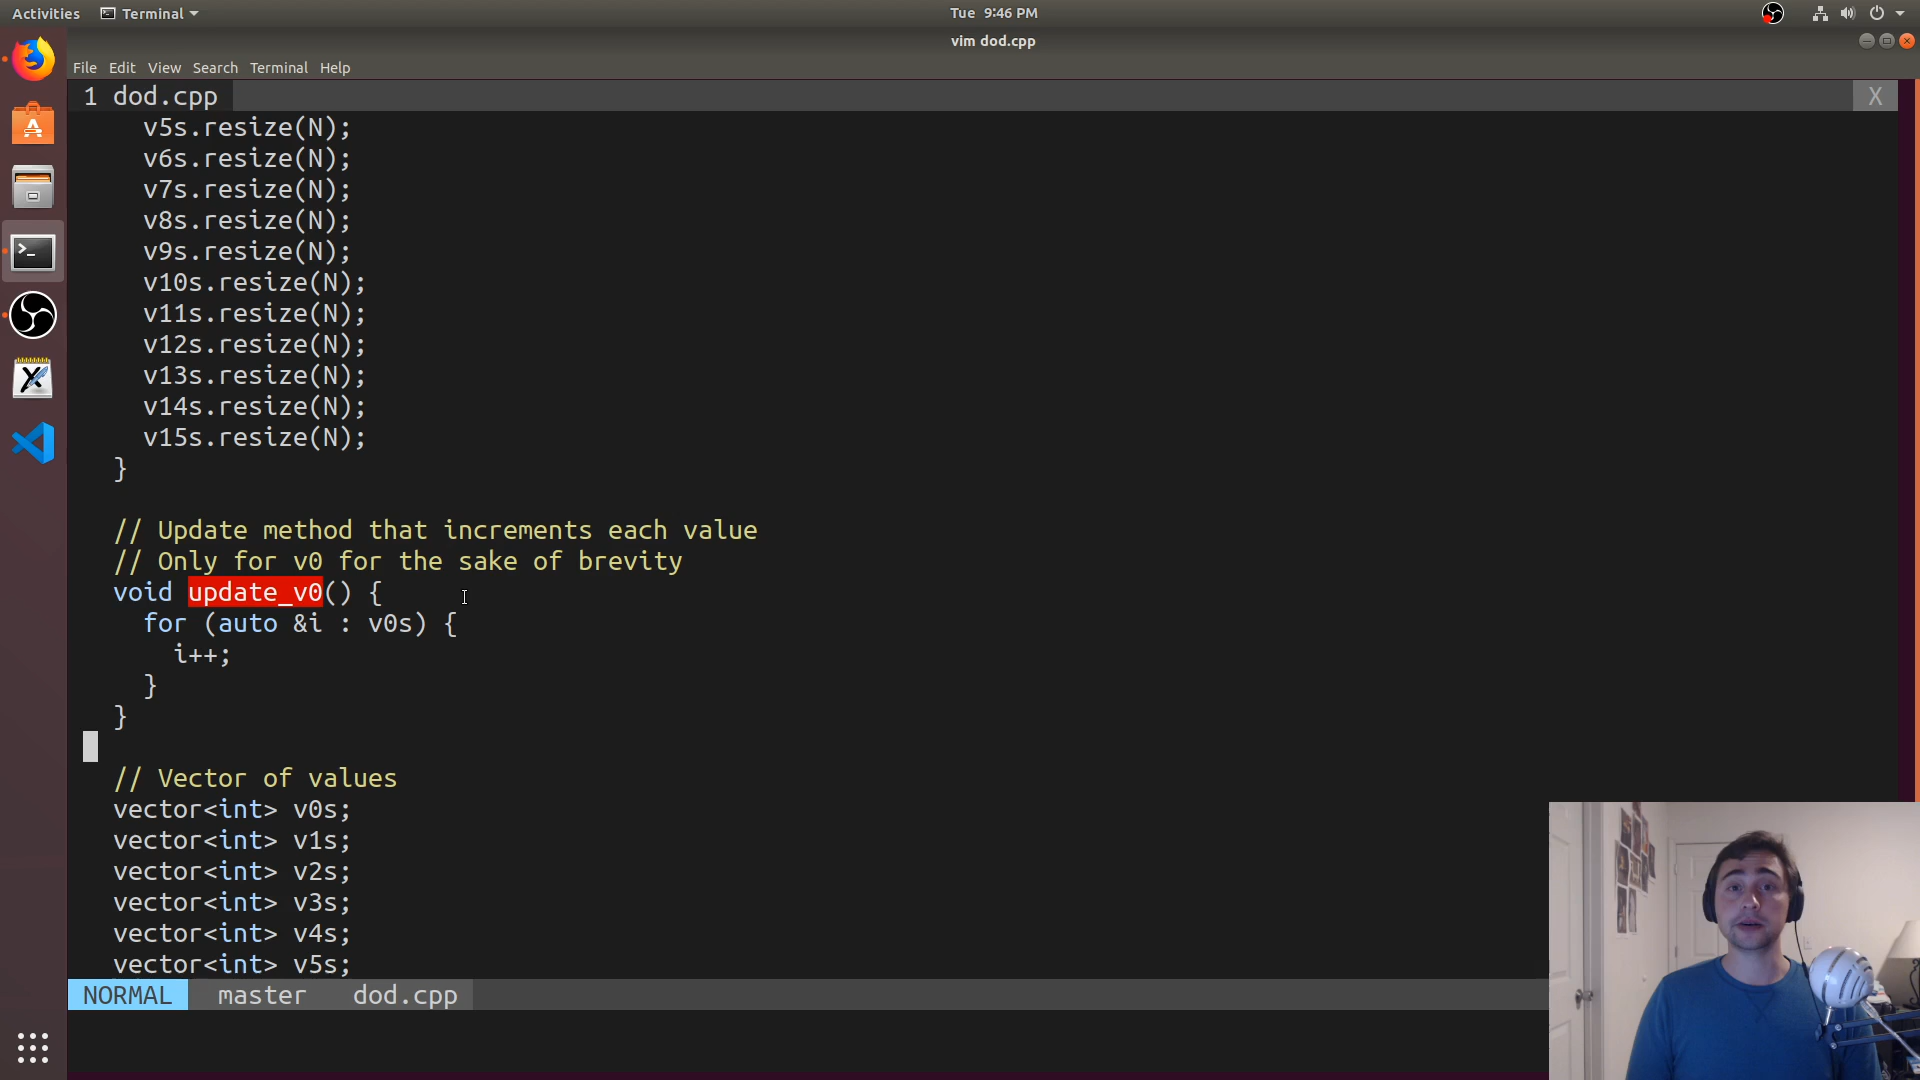 Activities Terminal Tue 9:46 PM
vim dod.cpp
File Edit View Search Terminal Help
1 dod.cpp X
v5s.resize(N);
v6s.resize(N);
v7s.resize(N);
v8s.resize(N);
v9s.resize(N);
v10s.resize(N);
v11s.resize(N);
v12s.resize(N);
v13s.resize(N);
v14s.resize(N);
v15s.resize(N);
}
// Update method that increments each value
// Only for v0 for the sake of brevity
void update_v0() {
for (auto &i : v0s) {
i++;
}
}
// Vector of values
vector<int> v0s;
vector<int> v1s;
vector<int> v2s;
vector<int> v3s;
vector<int> v4s;
vector<int> v5s;
NORMAL master dod.cpp